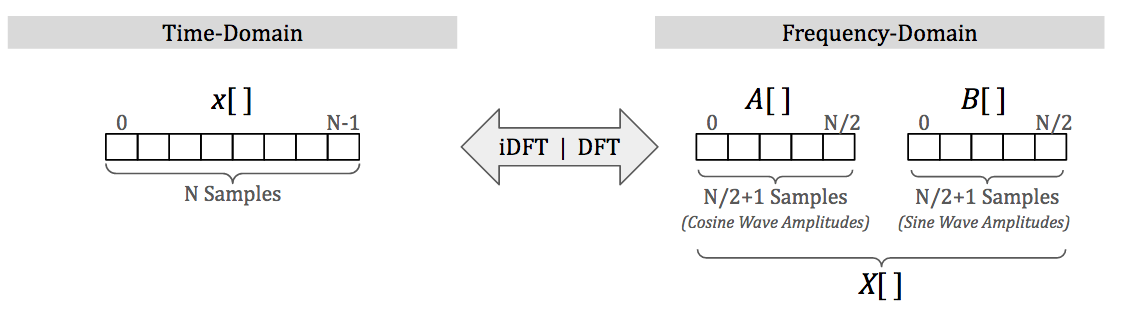 Time-Domain
Frequency-Domain
x[ ]
A[ ]
B[ ]
0 N-1
0 N/2
0 N/2
iDFT | DFT
N Samples
N/2+1 Samples
(Cosine Wave Amplitudes)
N/2+1 Samples
(Sine Wave Amplitudes)
X[ ]